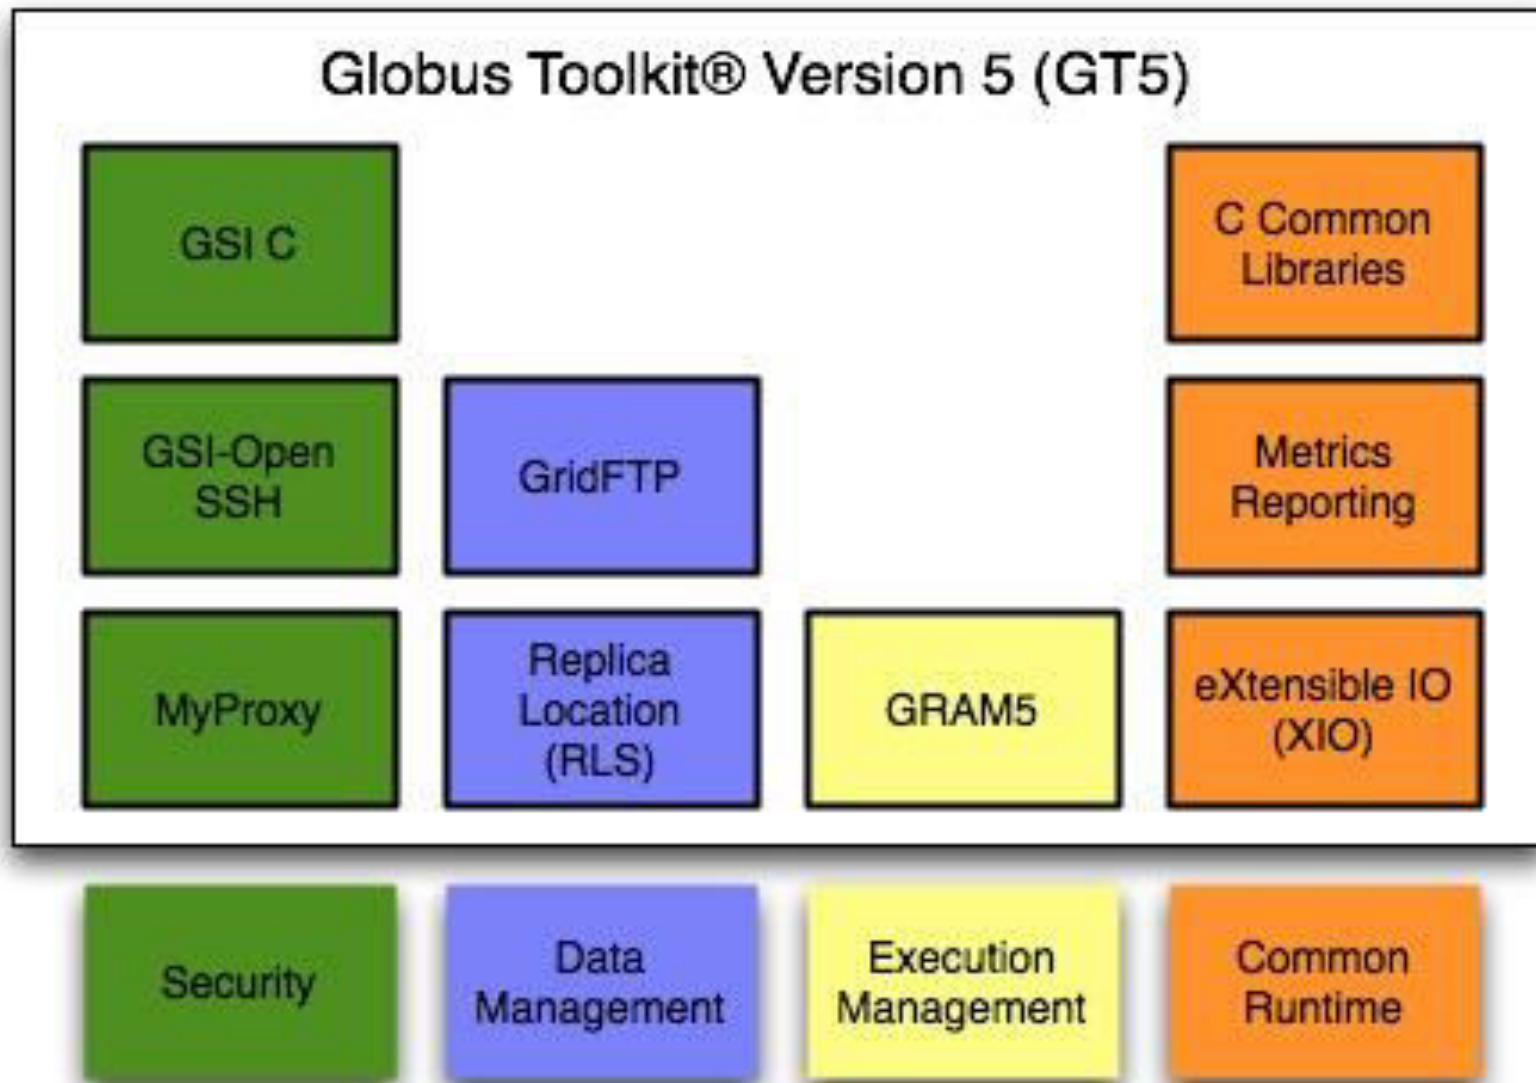 Globus Toolkit® Version 5 (GT5)
GSI C
C Common
Libraries
GSI-Open
SSH
GridFTP
Metrics
Reporting
MyProxy
Replica
Location
(RLS)
GRAM5
eXtensible IO
(XIO)
Security
Data
Management
Execution
Management
Common
Runtime